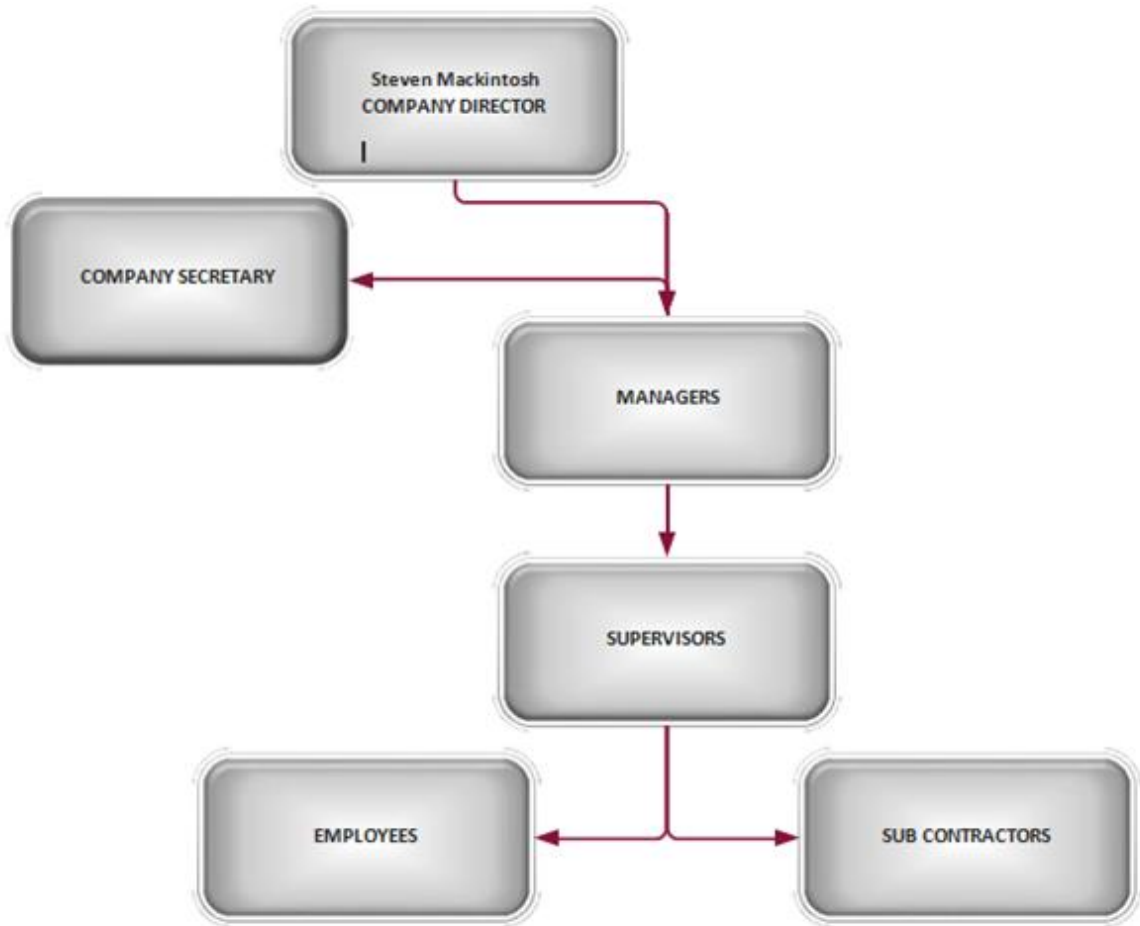 Steven Mackintosh
COMPANY DIRECTOR
COMPANY SECRETARY
MANAGERS
SUPERVISORS
EMPLOYEES
SUB CONTRACTORS